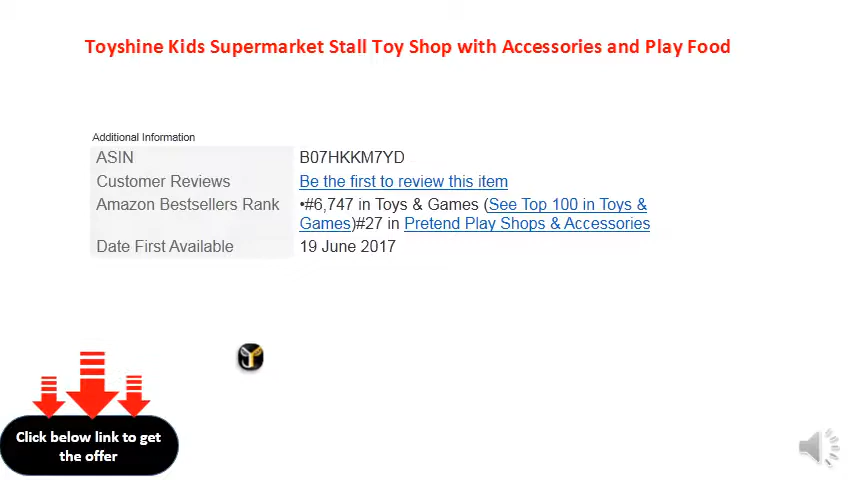 Toyshine Kids Supermarket Stall Toy Shop with Accessories and Play Food
Additional Information
ASIN B07HKKM7YD
Customer Reviews Be the first to review this item
Amazon Bestsellers Rank •#6,747 in Toys & Games (See Top 100 in Toys &
Games)#27 in Pretend Play Shops & Accessories
Date First Available 19 June 2017
Click below link to get
the offer